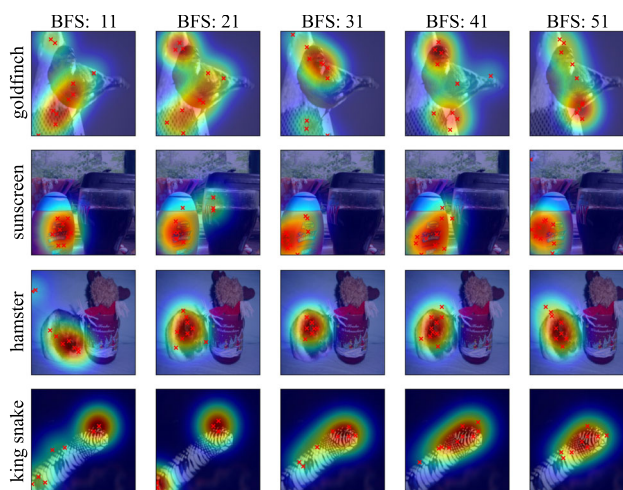 BFS: 11 BFS: 21 BFS: 31 BFS: 41 BFS: 51
goldfinch
sunscreen
hamster
king snake